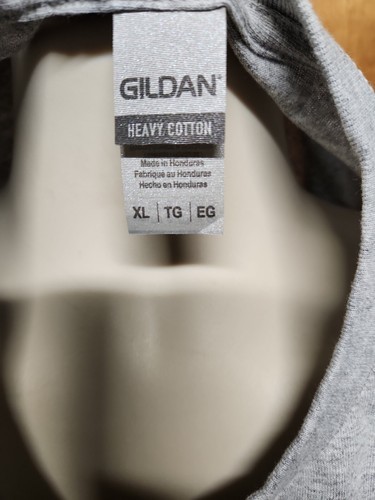 GILDAN®
HEAVY COTTON
Made in Honduras
Fabriqué au Honduras
Hecho en Honduras
XL | TG | EG